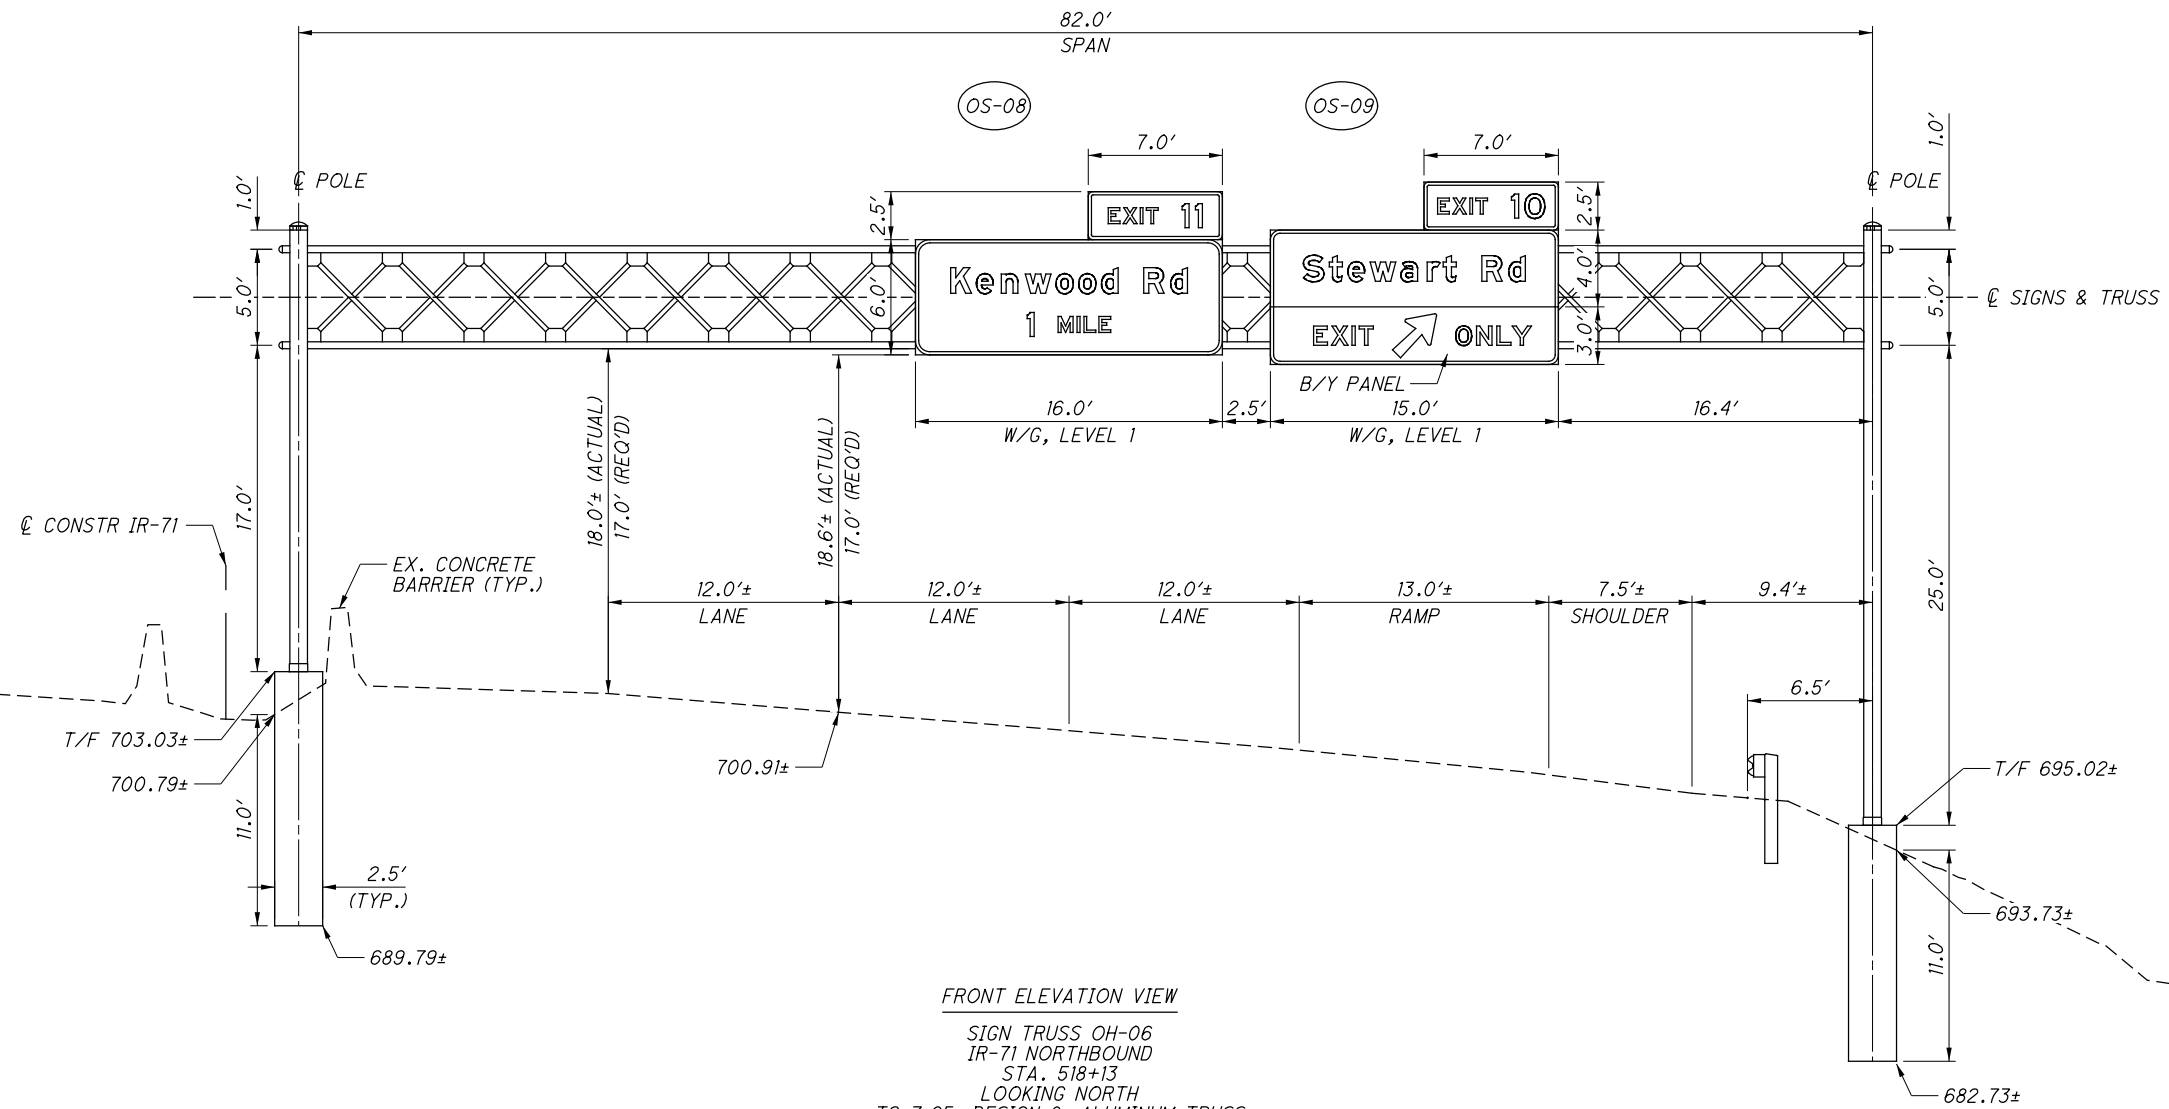 82.0'
SPAN
OS-08
OS-09
7.0'
7.0'
1.0'
℄ POLE
1.0'
℄ POLE
2.5'
EXIT 11
EXIT 10
2.5'
5.0'
6.0'
Kenwood Rd
1 MILE
Stewart Rd
EXIT ONLY
4.0'
3.0'
5.0'
℄ SIGNS & TRUSS
B/Y PANEL
16.0'
W/G, LEVEL 1
2.5'
15.0'
W/G, LEVEL 1
16.4'
17.0'
18.0'± (ACTUAL)
17.0' (REQ'D)
18.6'± (ACTUAL)
17.0' (REQ'D)
℄ CONSTR IR-71
EX. CONCRETE
BARRIER (TYP.)
12.0'±
LANE
12.0'±
LANE
12.0'±
LANE
13.0'±
RAMP
7.5'±
SHOULDER
9.4'±
25.0'
6.5'
T/F 703.03±
700.79±
700.91±
T/F 695.02±
11.0'
2.5'
(TYP.)
693.73±
689.79±
11.0'
682.73±
FRONT ELEVATION VIEW
SIGN TRUSS OH-06
IR-71 NORTHBOUND
STA. 518+13
LOOKING NORTH